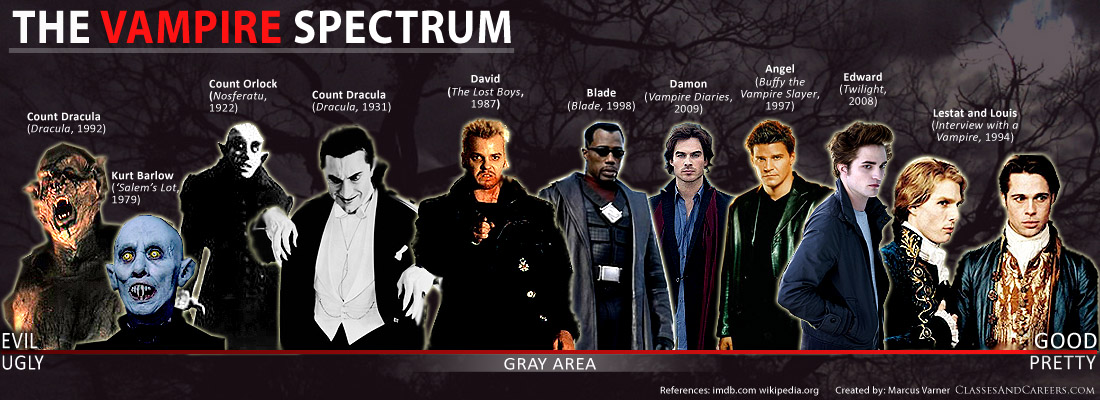 THE VAMPIRE SPECTRUM
Count Dracula
(Dracula, 1992)
Kurt Barlow
('Salem's Lot,
1979)
Count Orlock
(Nosferatu,
1922)
Count Dracula
(Dracula, 1931)
David
(The Lost Boys,
1987)
Blade
(Blade, 1998)
Damon
(Vampire Diaries,
2009)
Angel
(Buffy the
Vampire Slayer,
1997)
Edward
(Twilight,
2008)
Lestat and Louis
(Interview with a
Vampire, 1994)
EVIL
GOOD
UGLY
GRAY AREA
PRETTY
References: imdb.com wikipedia.org Created by: Marcus Varner CLASSESANDCAREERS.COM